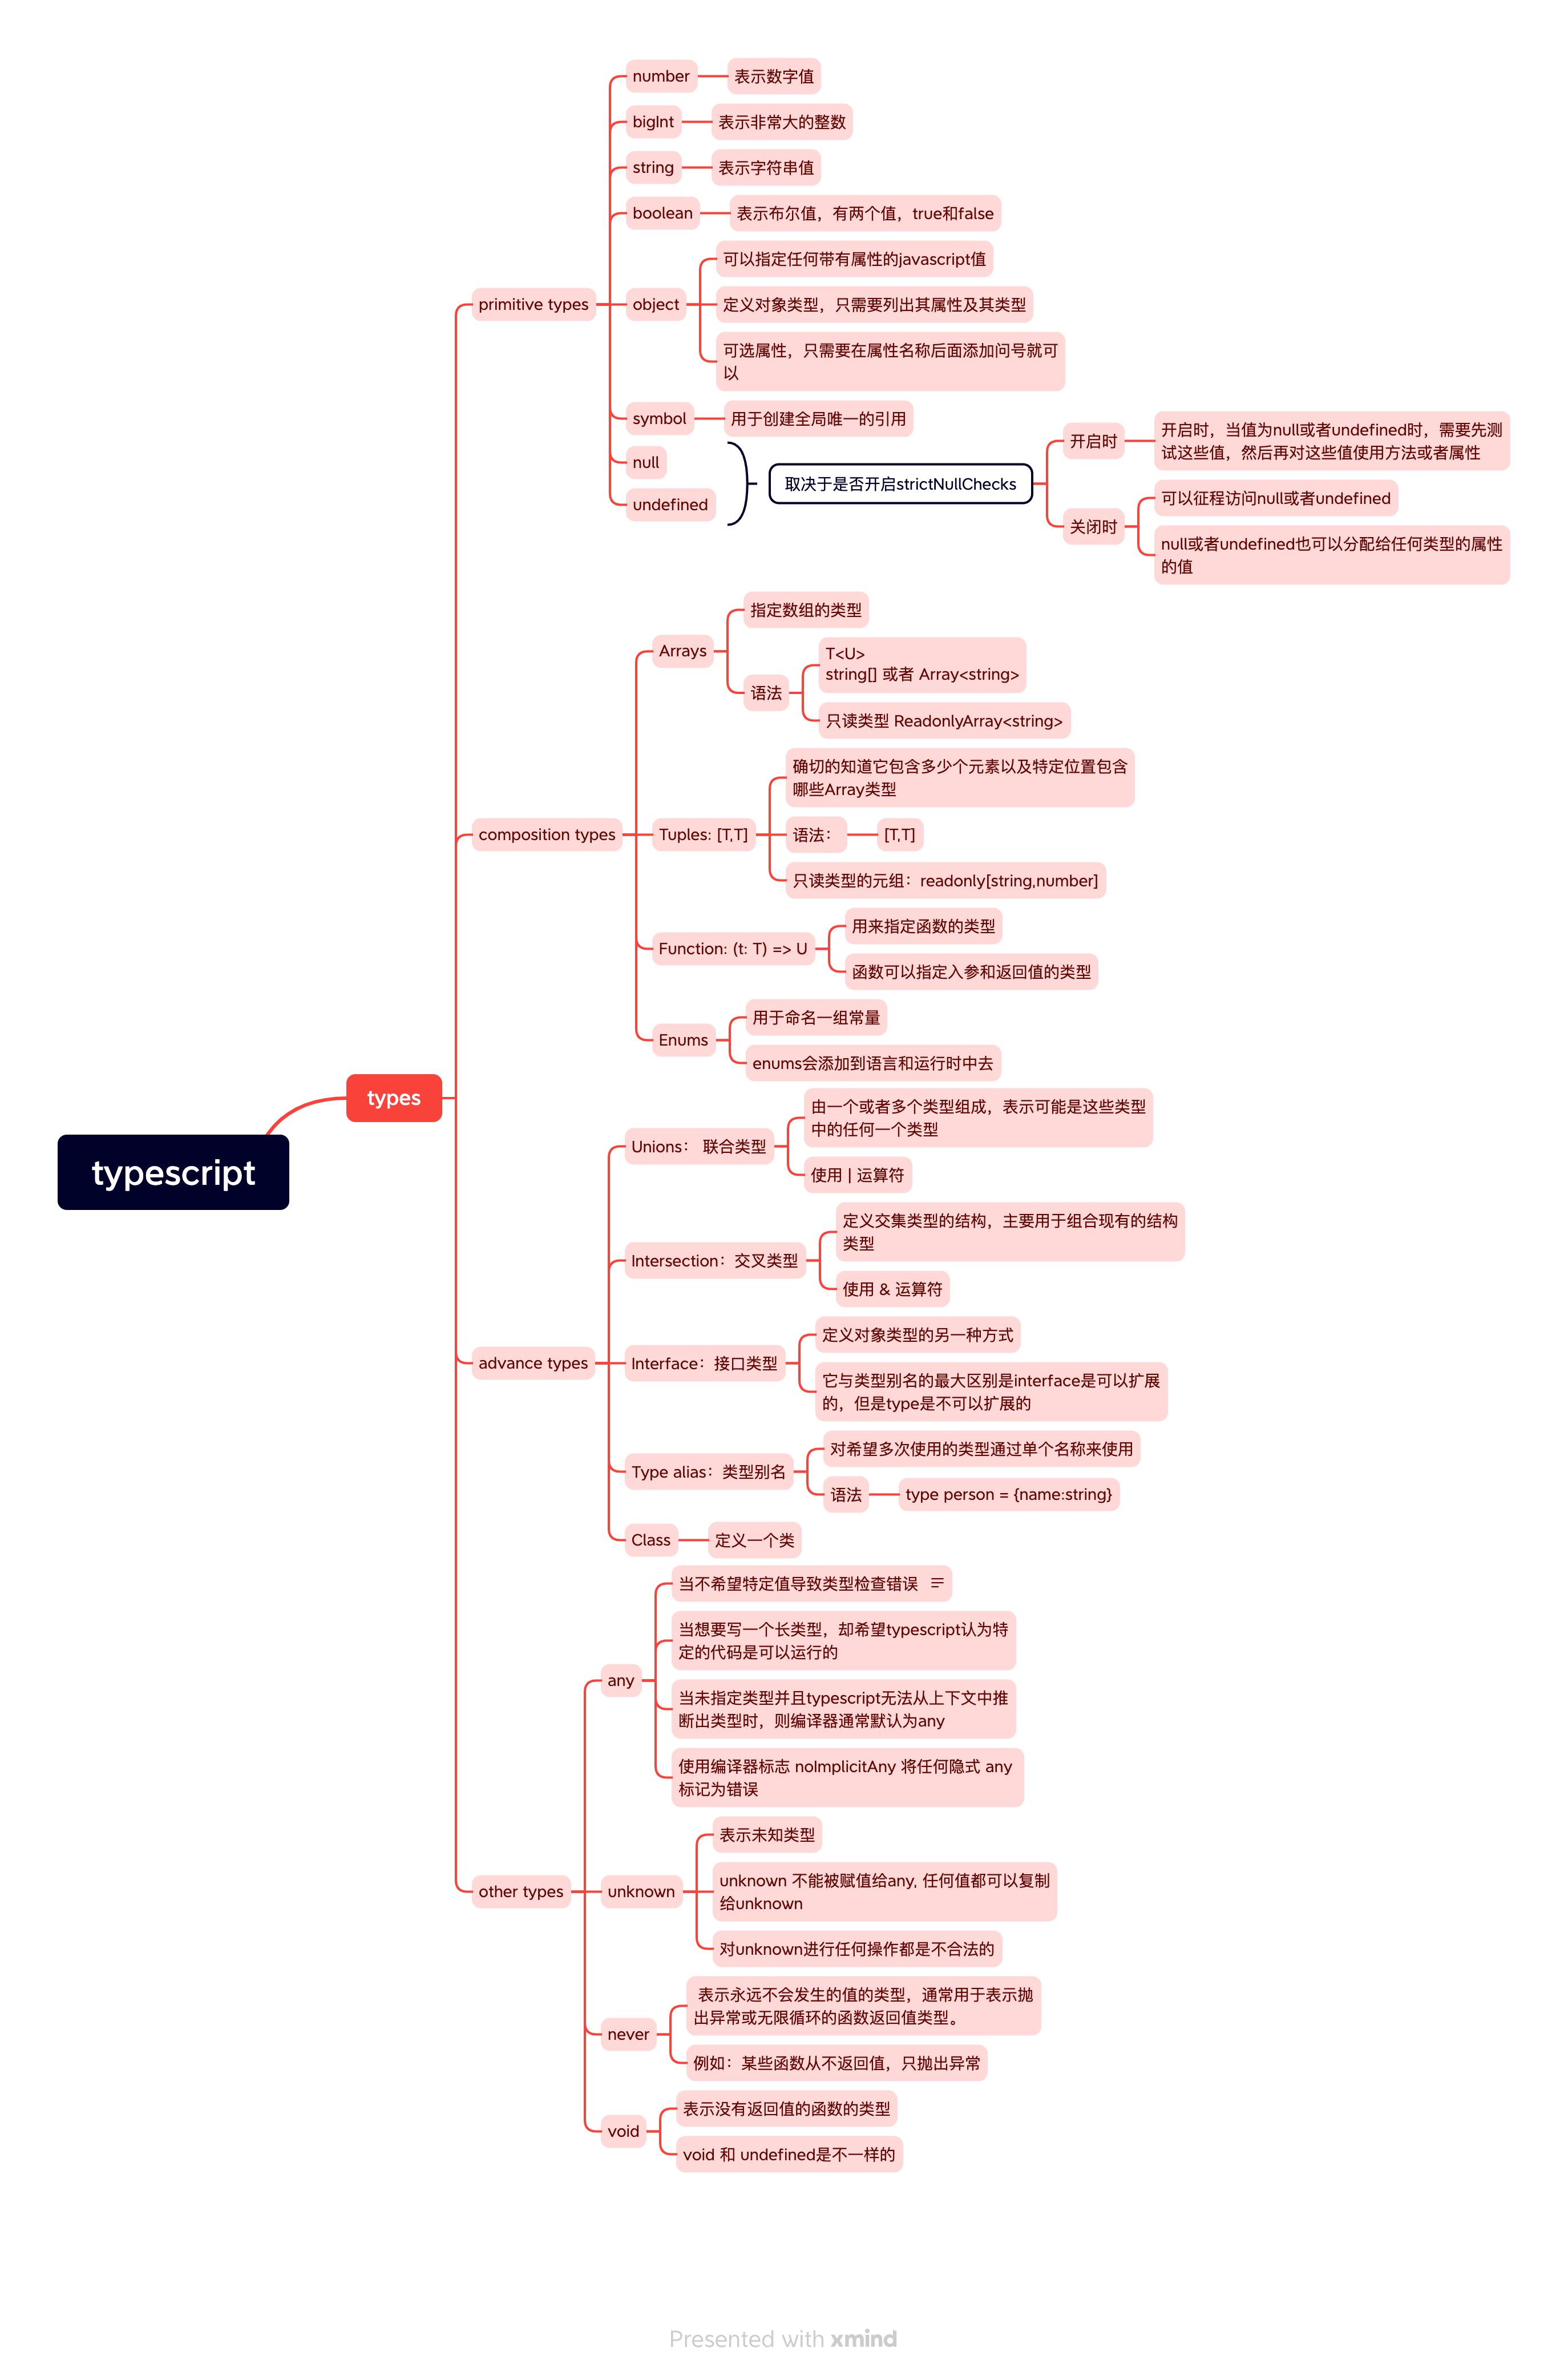 number
表示数字值
bigInt
表示非常大的整数
string
表示字符串值
boolean
表示布尔值，有两个值，true和false
primitive types
object
可以指定任何带有属性的javascript值
定义对象类型，只需要列出其属性及其类型
可选属性，只需要在属性名称后面添加问号就可
以
symbol
用于创建全局唯一的引用
null
undefined
取决于是否开启strictNullChecks
开启时
开启时，当值为null或者undefined时，需要先测
试这些值，然后再对这些值使用方法或者属性
关闭时
可以征程访问null或者undefined
null或者undefined也可以分配给任何类型的属性
的值
composition types
Arrays
指定数组的类型
语法
T<U>
string[] 或者 Array<string>
只读类型 ReadonlyArray<string>
Tuples: [T,T]
确切的知道它包含多少个元素以及特定位置包含
哪些Array类型
语法：
[T,T]
只读类型的元组：readonly[string,number]
Function: (t: T) => U
用来指定函数的类型
函数可以指定入参和返回值的类型
Enums
用于命名一组常量
enums会添加到语言和运行时中去
types
typescript
advance types
Unions： 联合类型
由一个或者多个类型组成，表示可能是这些类型
中的任何一个类型
使用 | 运算符
Intersection：交叉类型
定义交集类型的结构，主要用于组合现有的结构
类型
使用 & 运算符
Interface：接口类型
定义对象类型的另一种方式
它与类型别名的最大区别是interface是可以扩展
的，但是type是不可以扩展的
Type alias：类型别名
对希望多次使用的类型通过单个名称来使用
语法
type person = {name:string}
Class
定义一个类
other types
any
当不希望特定值导致类型检查错误
当想要写一个长类型，却希望typescript认为特
定的代码是可以运行的
当未指定类型并且typescript无法从上下文中推
断出类型时，则编译器通常默认为any
使用编译器标志 noImplicitAny 将任何隐式 any
标记为错误
unknown
表示未知类型
unknown 不能被赋值给any, 任何值都可以复制
给unknown
对unknown进行任何操作都是不合法的
never
表示永远不会发生的值的类型，通常用于表示抛
出异常或无限循环的函数返回值类型。
例如：某些函数从不返回值，只抛出异常
void
表示没有返回值的函数的类型
void 和 undefined是不一样的
Presented with xmind